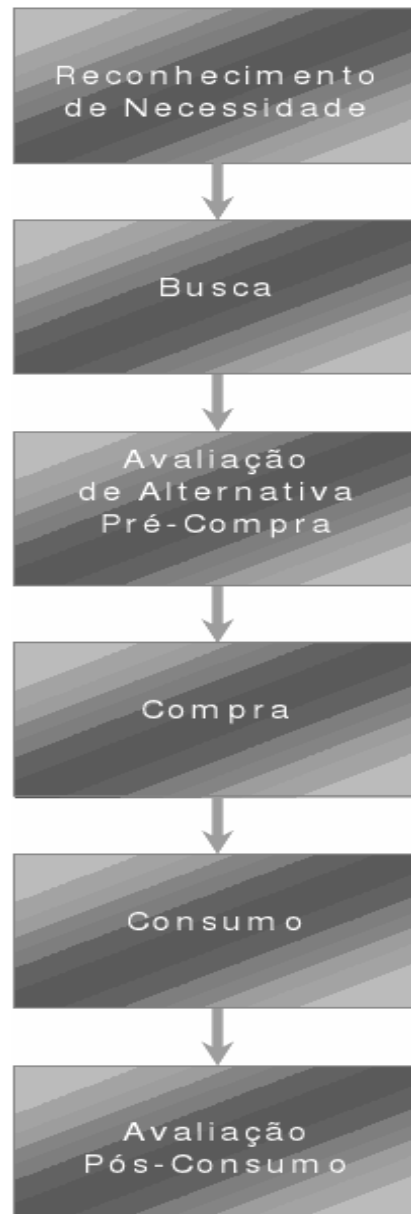 Reconhecimento
de Necessidade
Busca
Avaliação
de Alternativa
Pré-Compra
Compra
Consumo
Avaliação
Pós-Consumo